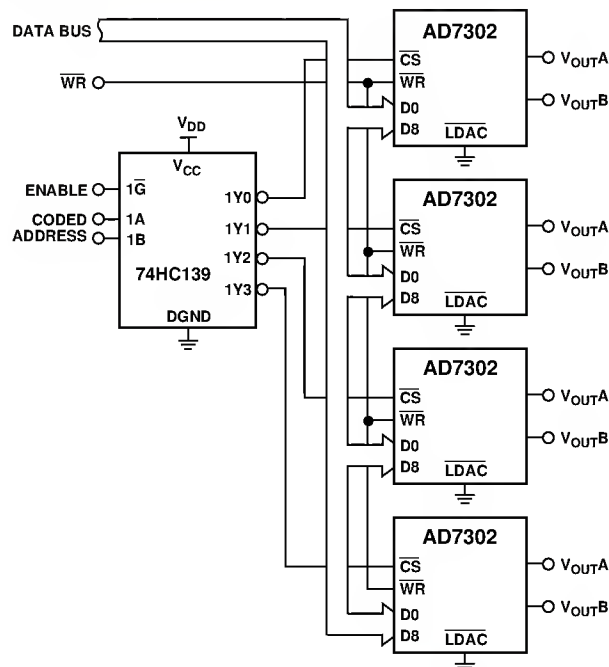 DATA BUS
WR
ENABLE
CODED
ADDRESS
VDD
VCC
1G
1A
1B
1Y0
1Y1
1Y2
1Y3
74HC139
DGND
AD7302
CS
WR
D0
D8
LDAC
VOUTA
VOUTB
AD7302
CS
WR
D0
D8
LDAC
VOUTA
VOUTB
AD7302
CS
WR
D0
D8
LDAC
VOUTA
VOUTB
AD7302
CS
WR
D0
D8
LDAC
VOUTA
VOUTB